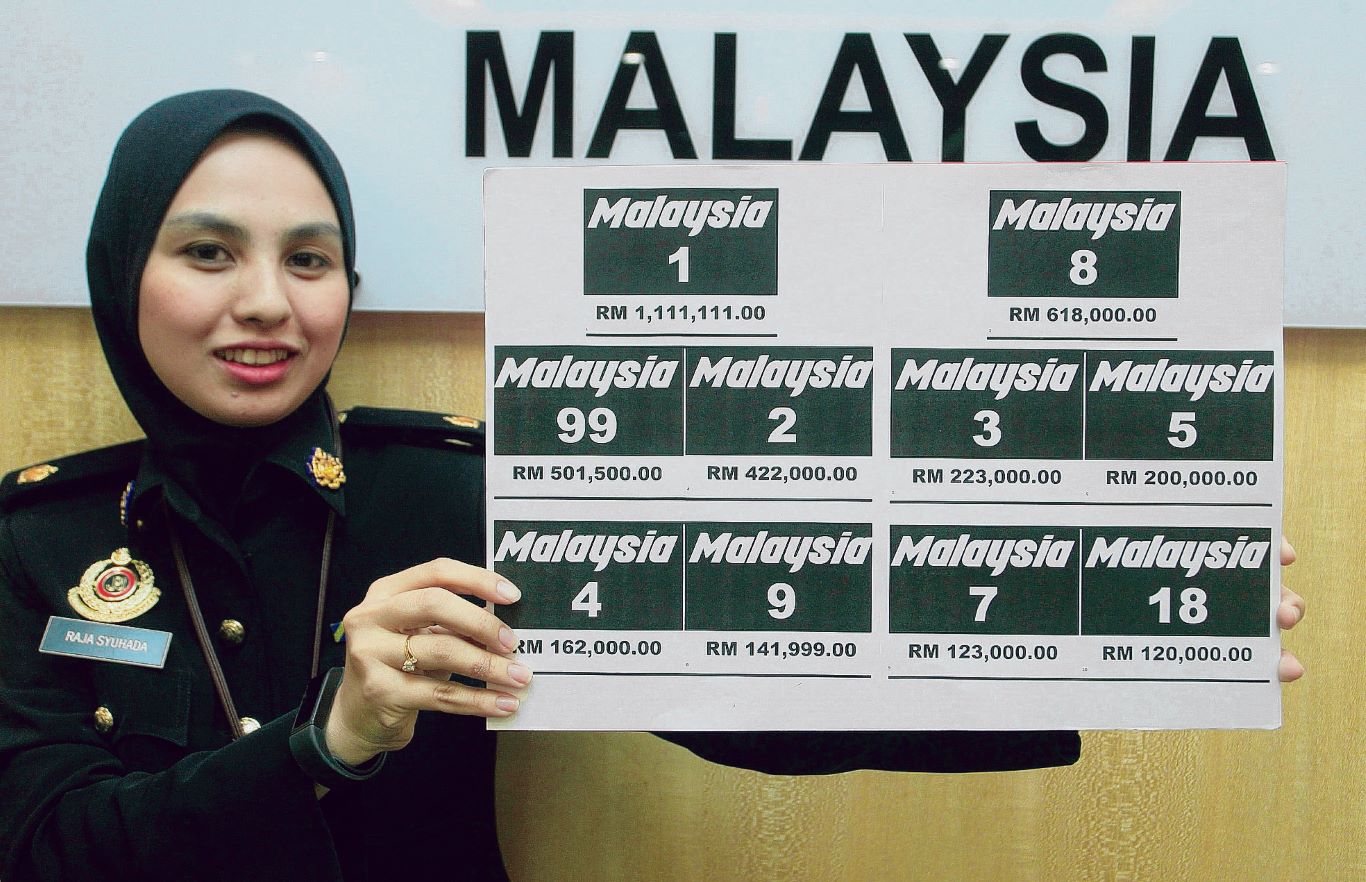 MALAYSIA
Malaysia
1
RM 1,111,111.00
Malaysia
8
RM 618,000.00
Malaysia
99
RM 501,500.00
Malaysia
2
RM 422,000.00
Malaysia
3
RM 223,000.00
Malaysia
5
RM 200,000.00
Malaysia
4
RM 162,000.00
Malaysia
9
RM 141,999.00
Malaysia
7
RM 123,000.00
Malaysia
18
RM 120,000.00
RAJA SYUHADA